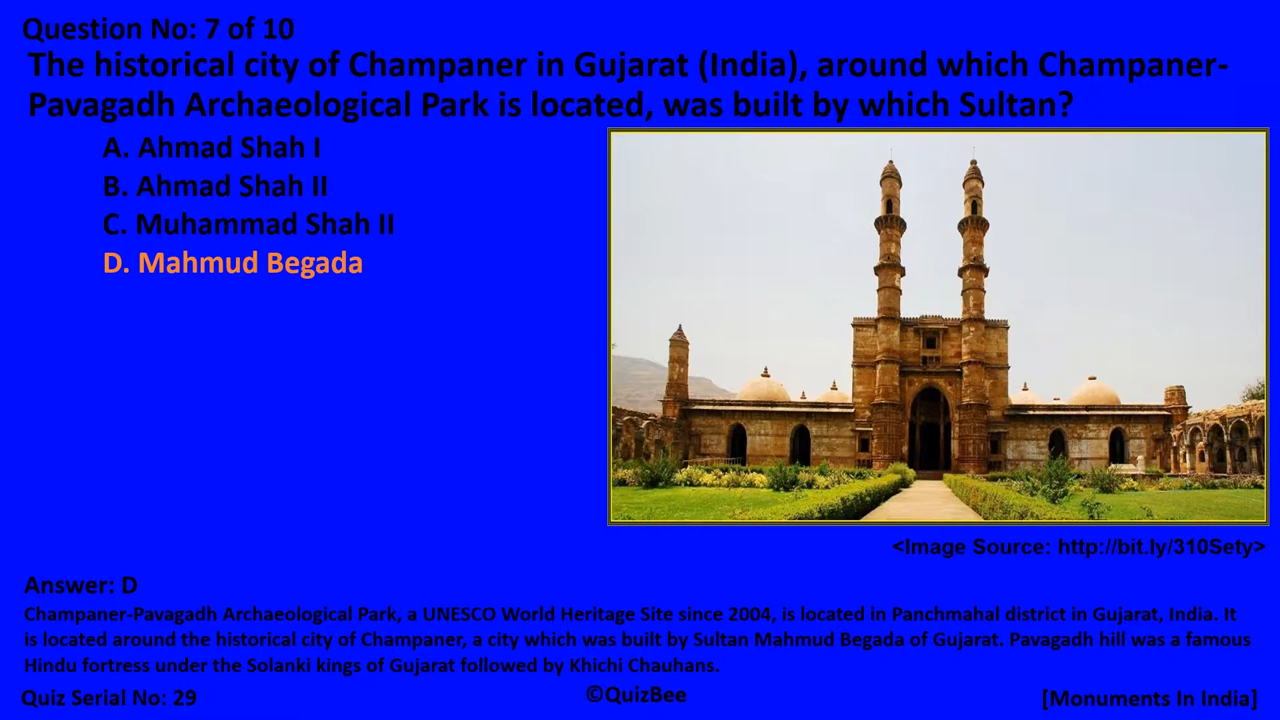 Question No: 7 of 10
The historical city of Champaner in Gujarat (India), around which Champaner-
Pavagadh Archaeological Park is located, was built by which Sultan?
A. Ahmad Shah I
B. Ahmad Shah II
C. Muhammad Shah II
D. Mahmud Begada
<Image Source: http://bit.ly/310Sety>
Answer: D
Champaner-Pavagadh Archaeological Park, a UNESCO World Heritage Site since 2004, is located in Panchmahal district in Gujarat, India. It
is located around the historical city of Champaner, a city which was built by Sultan Mahmud Begada of Gujarat. Pavagadh hill was a famous
Hindu fortress under the Solanki kings of Gujarat followed by Khichi Chauhans.
Quiz Serial No: 29
©QuizBee
[Monuments In India]